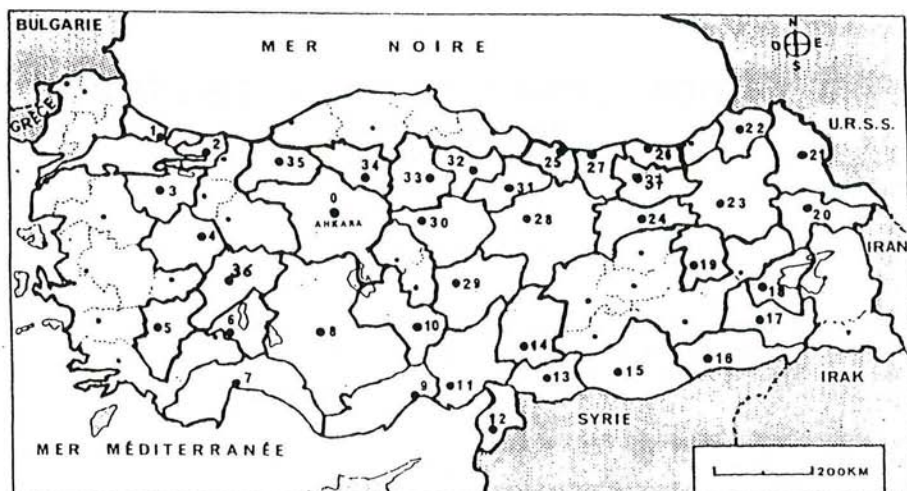 BULGARIE
MER NOIRE
N
O E
S
GRÈCE
U.R.S.S.
1
2
22
35
34
32
25
27
26
21
3
33
31
37
0
ANKARA
30
28
24
23
20
4
IRAN
36
29
19
18
5
6
8
10
17
14
7
9
11
13
15
16
12
SYRIE
IRAK
MER MÉDITERRANÉE
200KM